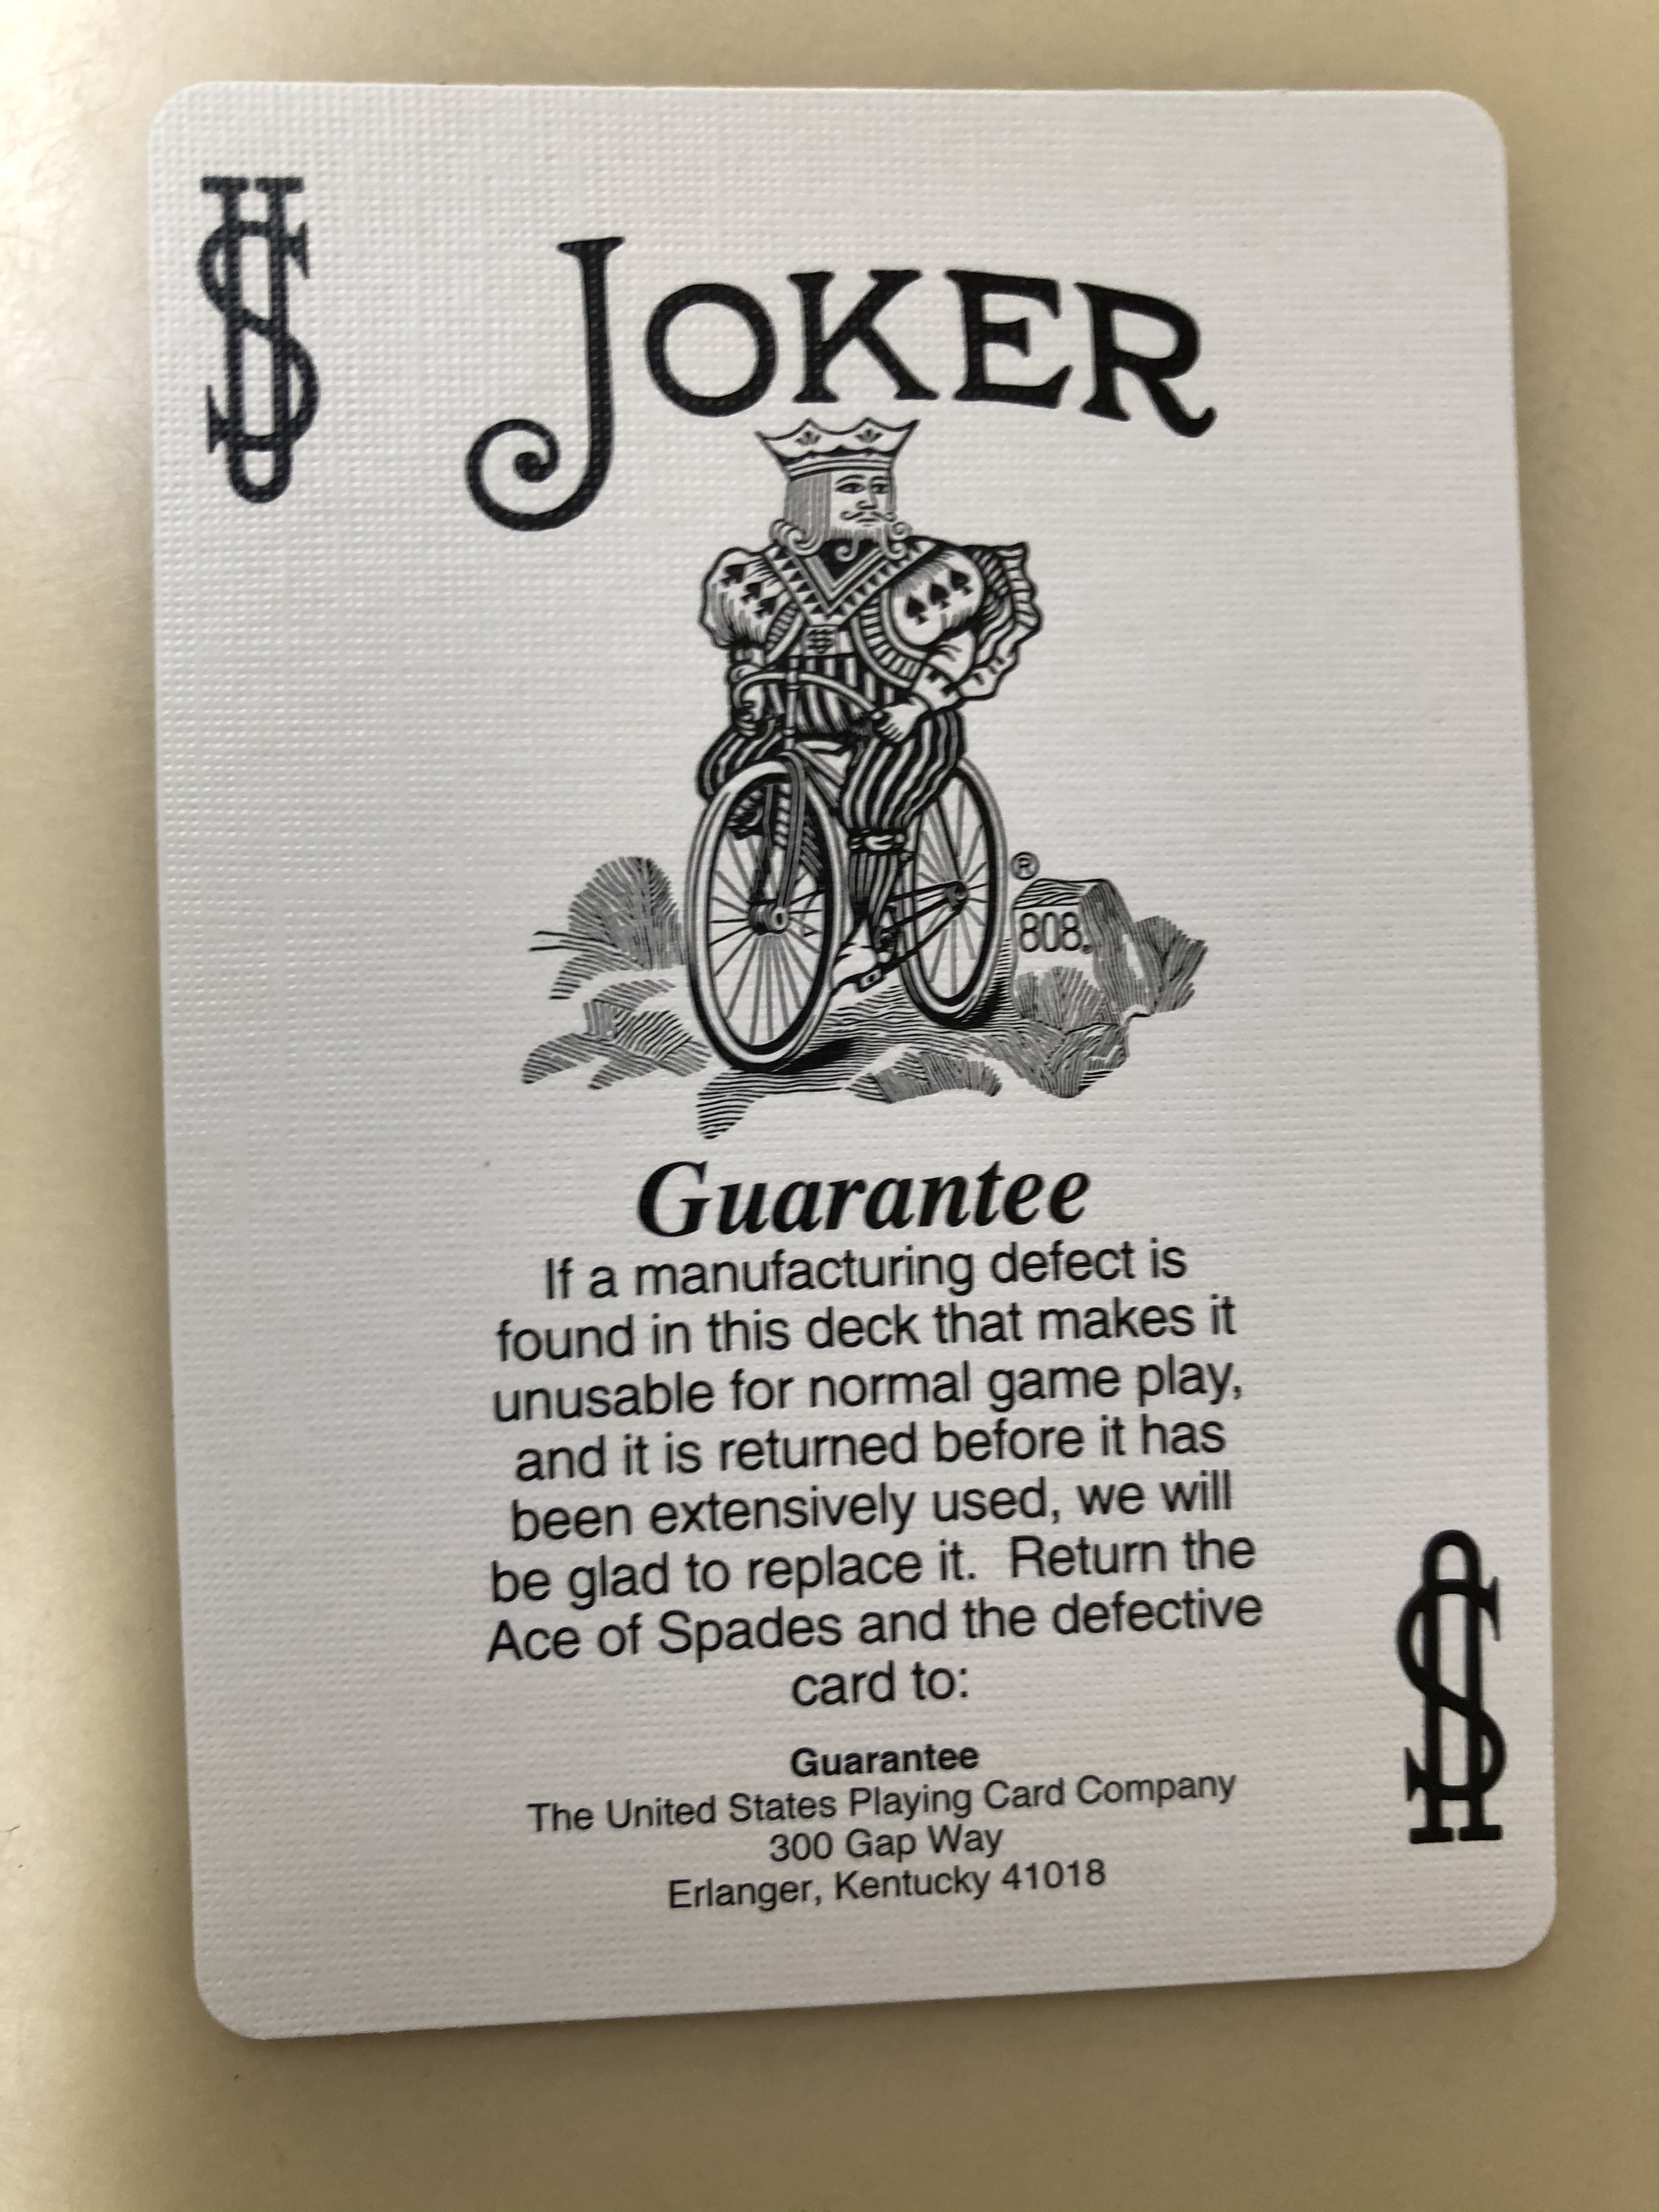 US
JOKER
®
808
Guarantee
If a manufacturing defect is
found in this deck that makes it
unusable for normal game play,
and it is returned before it has
been extensively used, we will
be glad to replace it.  Return the
Ace of Spades and the defective
card to:
Guarantee
The United States Playing Card Company
300 Gap Way
Erlanger, Kentucky 41018
US